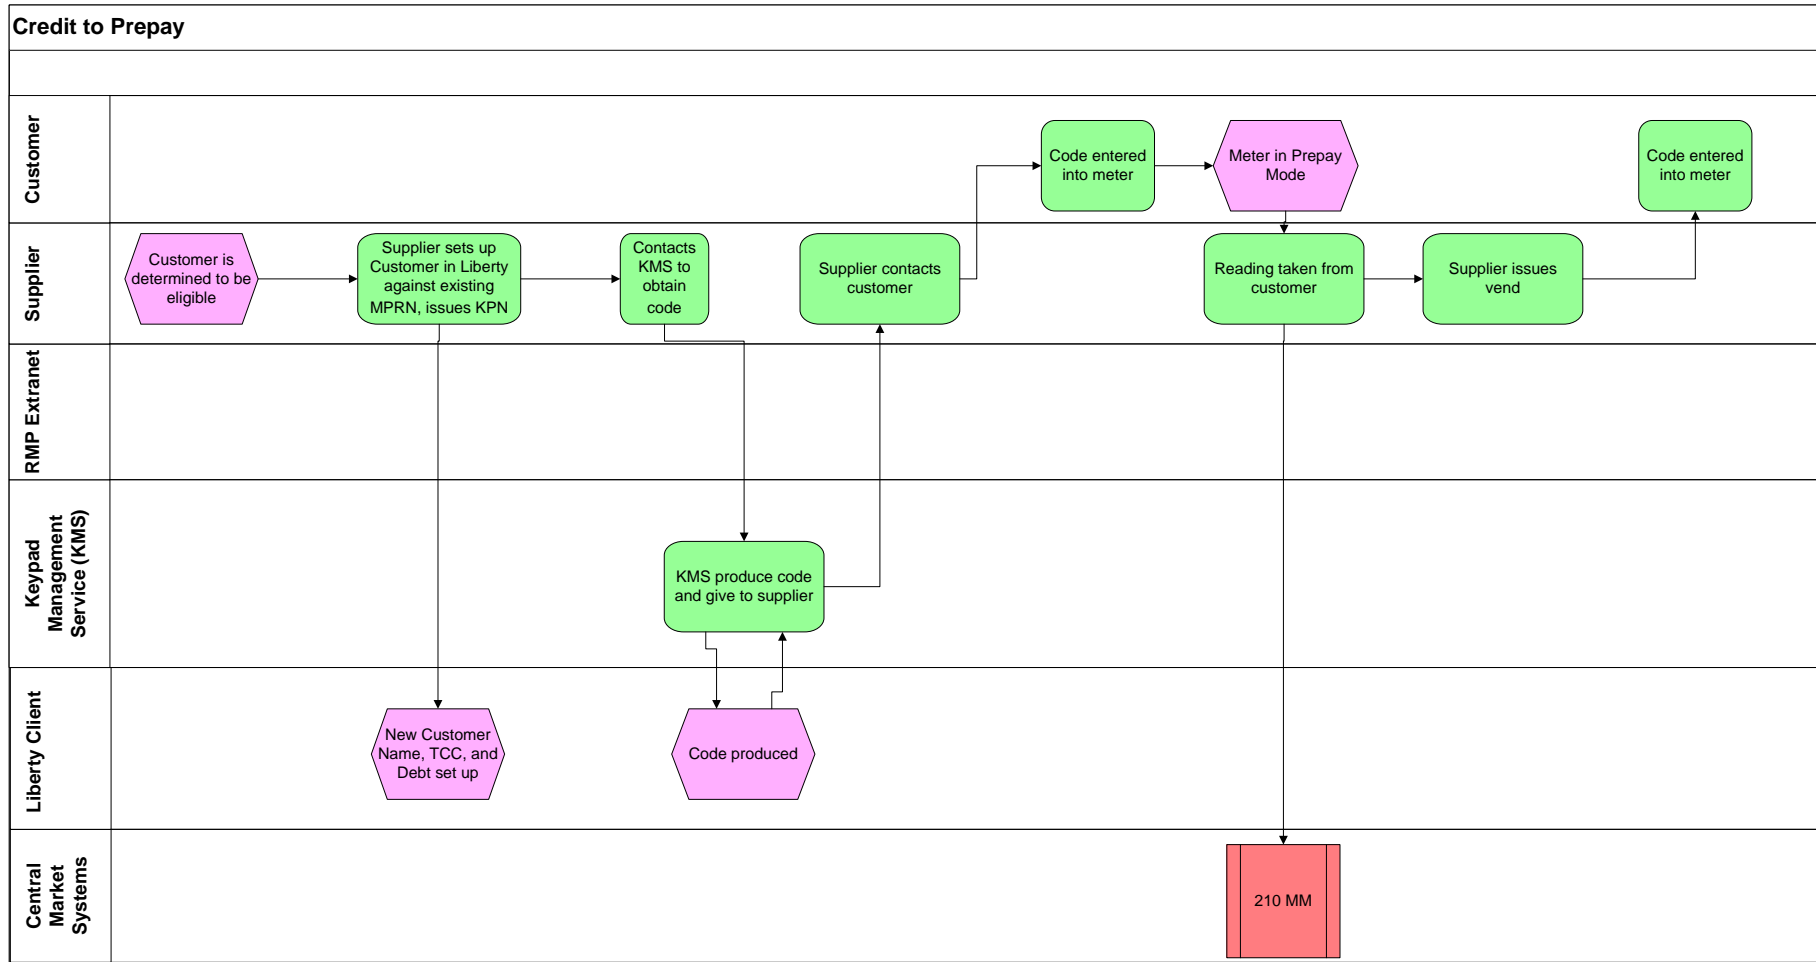 Credit to Prepay
Customer
Code entered
into meter
Meter in Prepay
Mode
Code entered
into meter
Supplier
Customer is
determined to be
eligible
Supplier sets up
Customer in Liberty
against existing
MPRN, issues KPN
Contacts
KMS to
obtain
code
Supplier contacts
customer
Reading taken from
customer
Supplier issues
vend
RMP Extranet
Keypad
Management
Service (KMS)
KMS produce code
and give to supplier
Liberty Client
New Customer
Name, TCC, and
Debt set up
Code produced
Central
Market
Systems
210 MM